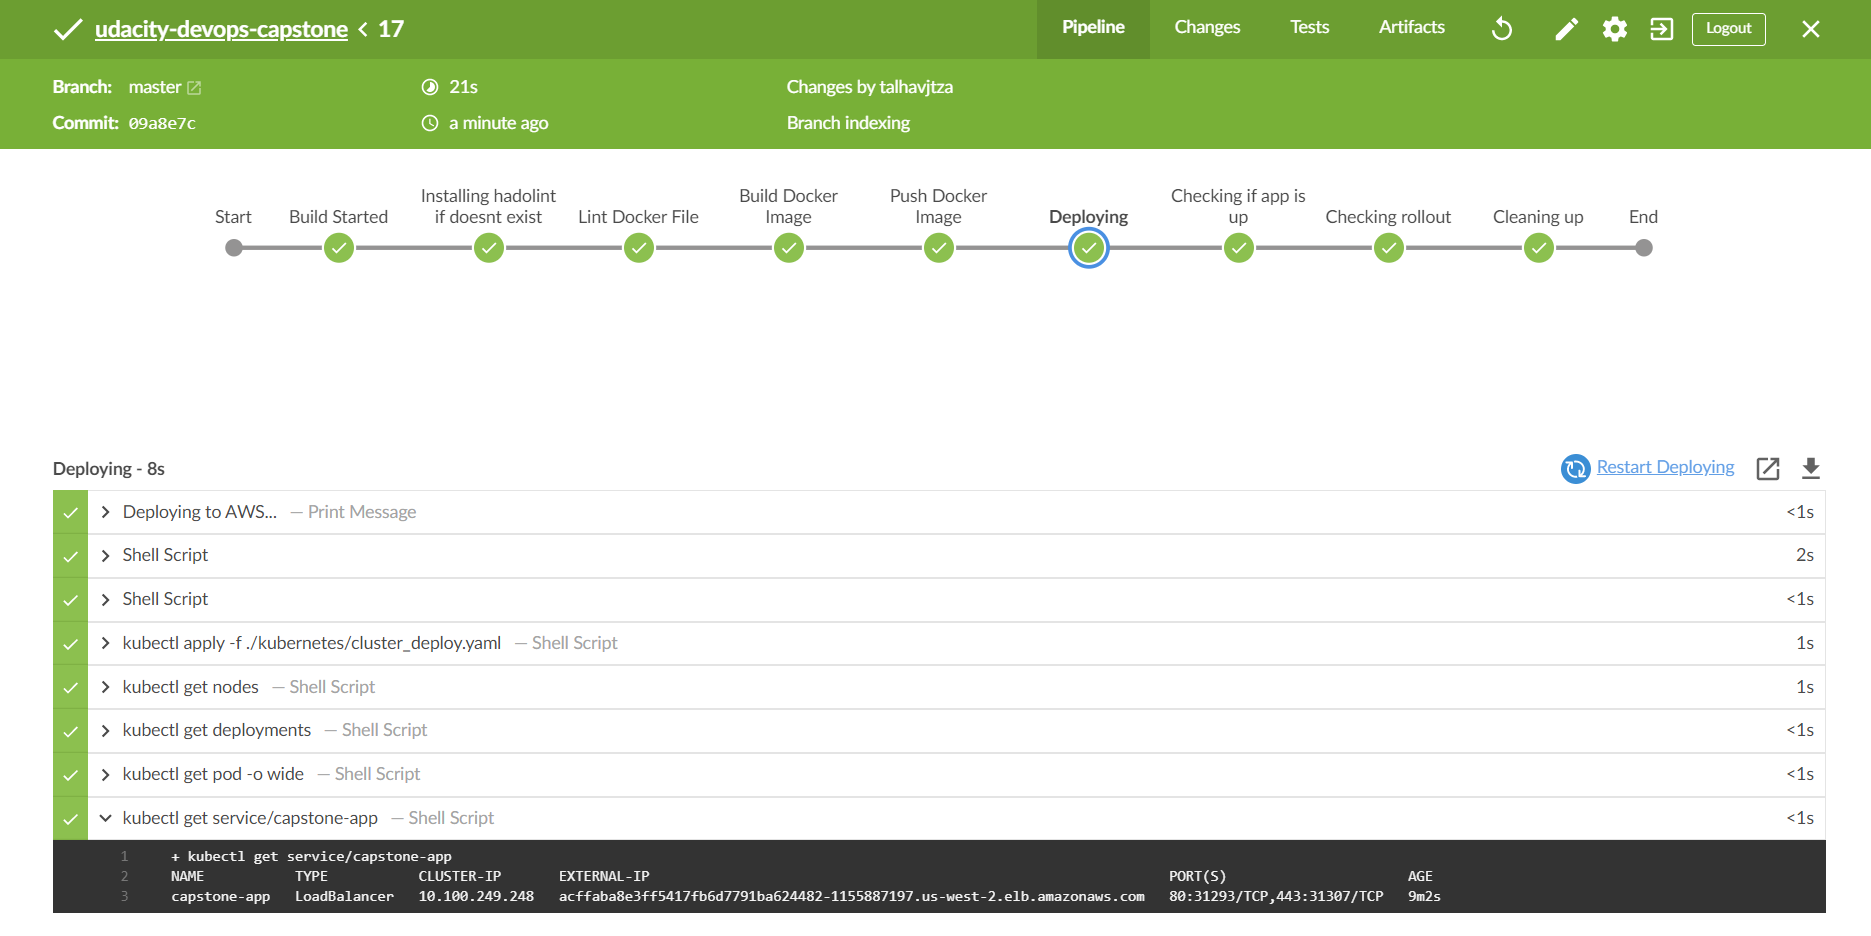 udacity-devops-capstone < 17
Pipeline Changes Tests Artifacts Logout
Branch: master 21s Changes by talhavjtza
Commit: 09a8e7c a minute ago Branch indexing
Start
Build Started
Installing hadolint
if doesnt exist
Lint Docker File
Build Docker
Image
Push Docker
Image
Deploying
Checking if app is
up
Checking rollout
Cleaning up
End
Deploying - 8s
Restart Deploying
Deploying to AWS... — Print Message <1s
Shell Script 2s
Shell Script <1s
kubectl apply -f ./kubernetes/cluster_deploy.yaml — Shell Script 1s
kubectl get nodes — Shell Script 1s
kubectl get deployments — Shell Script <1s
kubectl get pod -o wide — Shell Script <1s
kubectl get service/capstone-app — Shell Script <1s
1 + kubectl get service/capstone-app
2 NAME TYPE CLUSTER-IP EXTERNAL-IP PORT(S) AGE
3 capstone-app LoadBalancer 10.100.249.248 acffaba8e3ff5417fb6d7791ba624482-1155887197.us-west-2.elb.amazonaws.com 80:31293/TCP,443:31307/TCP 9m2s